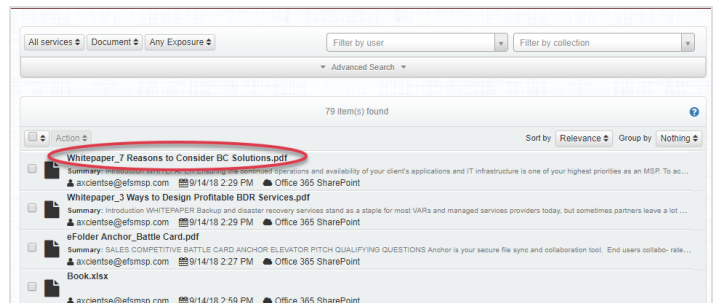 All services Document Any Exposure Filter by user Filter by collection
Advanced Search
79 item(s) found
Action Sort by Relevance Group by Nothing
Whitepaper_7 Reasons to Consider BC Solutions.pdf
Summary: Introduction WHITEPAPER Ensuring the continued operations and availability of your client's applications and IT infrastructure is one of your highest priorities as an MSP. To ac...
axcientse@efsmsp.com 9/14/18 2:29 PM Office 365 SharePoint
Whitepaper_3 Ways to Design Profitable BDR Services.pdf
Summary: Introduction WHITEPAPER Backup and disaster recovery services stand as a staple for most VARs and managed services providers today, but sometimes partners leave a lot ...
axcientse@efsmsp.com 9/14/18 2:29 PM Office 365 SharePoint
eFolder Anchor_Battle Card.pdf
Summary: SALES COMPETITIVE BATTLE CARD ANCHOR ELEVATOR PITCH QUALIFYING QUESTIONS Anchor is your secure file sync and collaboration tool. End users collabo- rate...
axcientse@efsmsp.com 9/14/18 2:27 PM Office 365 SharePoint
Book.xlsx
axcientse@efsmsp.com 9/14/18 2:59 PM Office 365 SharePoint